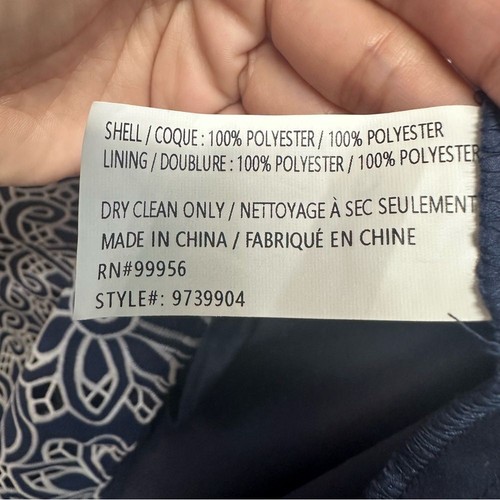 SHELL / COQUE : 100% POLYESTER / 100% POLYESTER
LINING / DOUBLURE : 100% POLYESTER / 100% POLYESTER
DRY CLEAN ONLY / NETTOYAGE À SEC SEULEMENT
MADE IN CHINA / FABRIQUÉ EN CHINE
RN#99956
STYLE#: 9739904